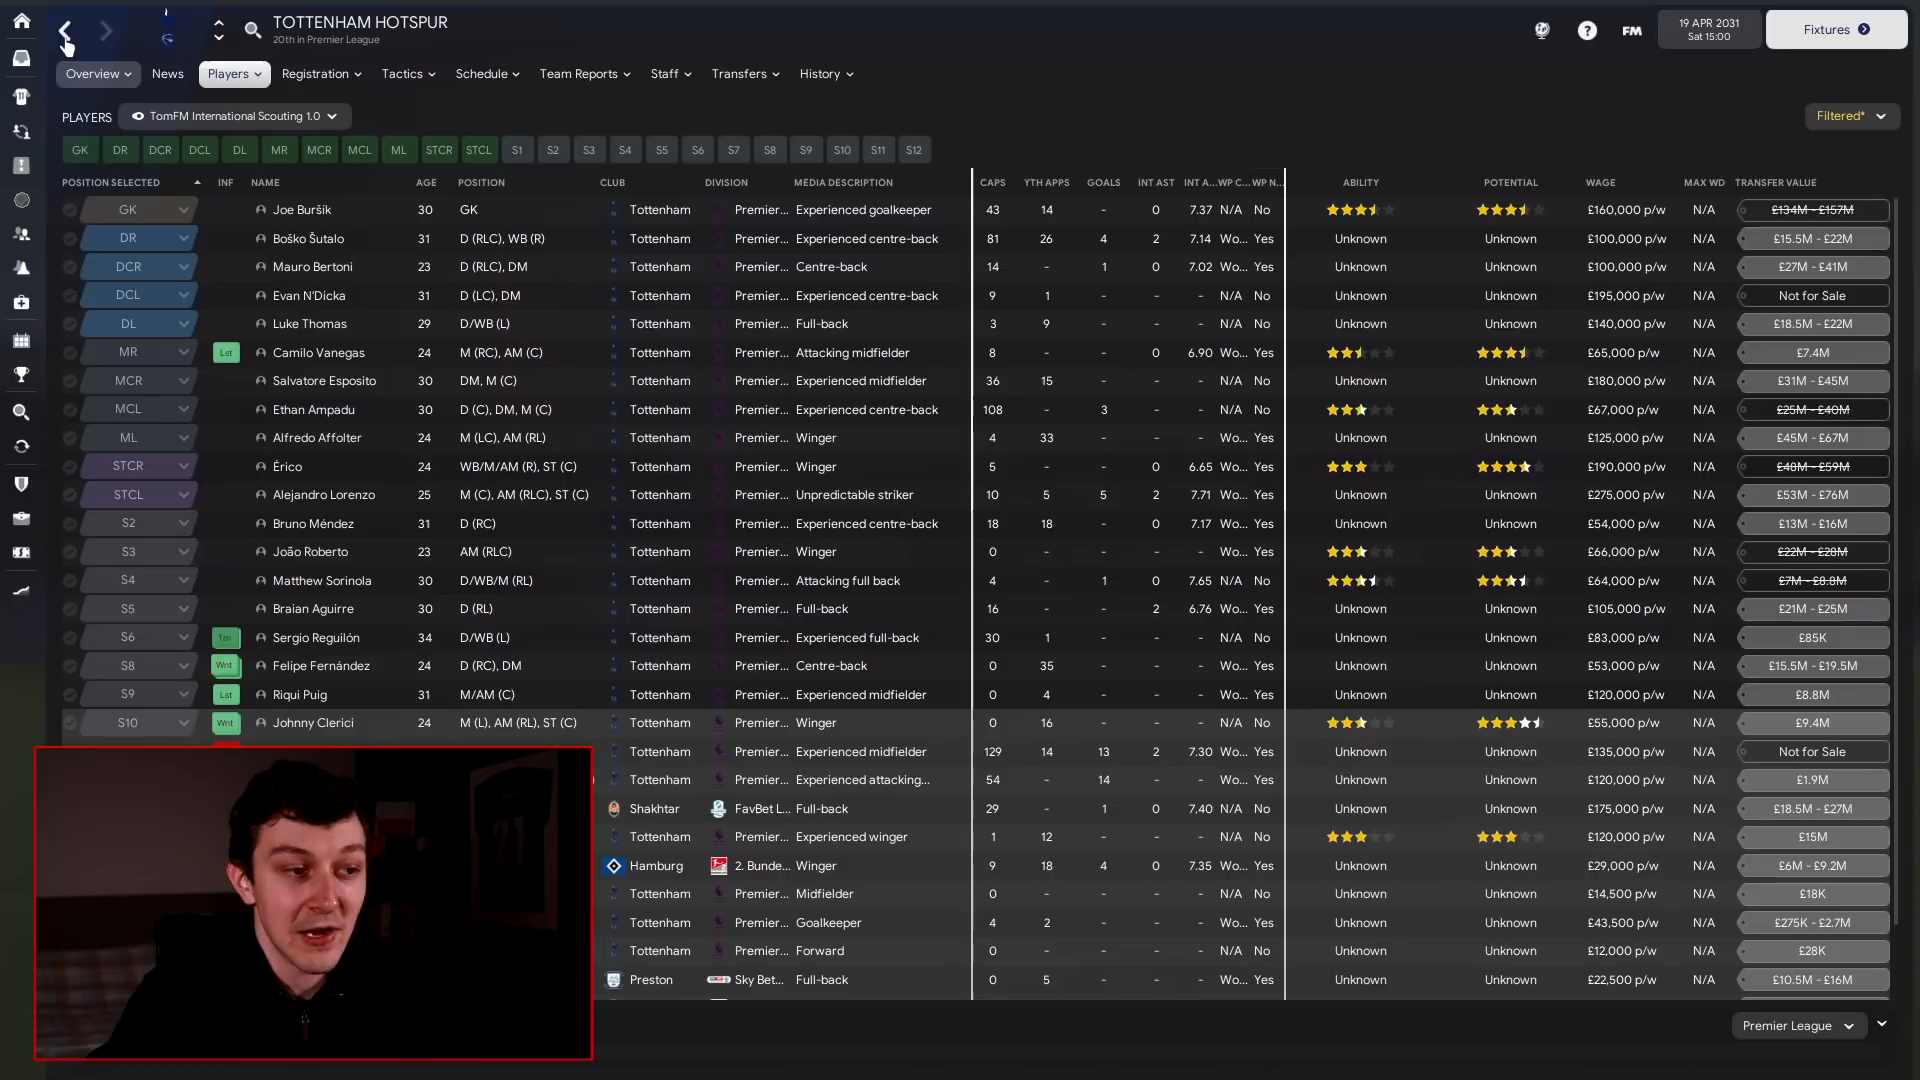 TOTTENHAM HOTSPUR
20th in Premier League
FM
19 APR 2031
Sat 15:00
Fixtures
Overview News Players Registration Tactics Schedule Team Reports Staff Transfers History
PLAYERS TomFM International Scouting 1.0 Filtered*
GK DR DCR DCL DL MR MCR MCL ML STCR STCL S1 S2 S3 S4 S5 S6 S7 S8 S9 S10 S11 S12
POSITION SELECTED INF NAME AGE POSITION CLUB DIVISION MEDIA DESCRIPTION CAPS YTH APPS GOALS INT AST INT A... WP C... WP N... ABILITY POTENTIAL WAGE MAX WD TRANSFER VALUE
GK Joe Buršík 30 GK Tottenham Premier... Experienced goalkeeper 43 14 - 0 7.37 N/A No £160,000 p/w N/A £134M - £157M
DR Boško Šutalo 31 D (RLC), WB (R) Tottenham Premier... Experienced centre-back 81 26 4 2 7.14 Wo... Yes Unknown Unknown £100,000 p/w N/A £15.5M - £22M
DCR Mauro Bertoni 23 D (RLC), DM Tottenham Premier... Centre-back 14 - 1 0 7.02 Wo... Yes Unknown Unknown £100,000 p/w N/A £27M - £41M
DCL Evan N'Dicka 31 D (LC), DM Tottenham Premier... Experienced centre-back 9 1 - - - N/A No Unknown Unknown £195,000 p/w N/A Not for Sale
DL Luke Thomas 29 D/WB (L) Tottenham Premier... Full-back 3 9 - - - N/A No Unknown Unknown £140,000 p/w N/A £18.5M - £22M
MR Lst Camilo Vanegas 24 M (RC), AM (C) Tottenham Premier... Attacking midfielder 8 - - 0 6.90 Wo... Yes £65,000 p/w N/A £7.4M
MCR Salvatore Esposito 30 DM, M (C) Tottenham Premier... Experienced midfielder 36 15 - - - N/A No Unknown Unknown £180,000 p/w N/A £31M - £45M
MCL Ethan Ampadu 30 D (C), DM, M (C) Tottenham Premier... Experienced centre-back 108 - 3 - - N/A No £67,000 p/w N/A £25M - £40M
ML Alfredo Affolter 24 M (LC), AM (RL) Tottenham Premier... Winger 4 33 - - - Wo... Yes Unknown Unknown £125,000 p/w N/A £45M - £67M
STCR Érico 24 WB/M/AM (R), ST (C) Tottenham Premier... Winger 5 - - 0 6.65 Wo... Yes £190,000 p/w N/A £48M - £59M
STCL Alejandro Lorenzo 25 M (C), AM (RLC), ST (C) Tottenham Premier... Unpredictable striker 10 5 5 2 7.71 Wo... Yes Unknown Unknown £275,000 p/w N/A £53M - £76M
S2 Bruno Méndez 31 D (RC) Tottenham Premier... Experienced centre-back 18 18 - 0 7.17 Wo... Yes Unknown Unknown £54,000 p/w N/A £13M - £16M
S3 João Roberto 23 AM (RLC) Tottenham Premier... Winger 0 - - - - Wo... Yes £66,000 p/w N/A £22M - £28M
S4 Matthew Sorinola 30 D/WB/M (RL) Tottenham Premier... Attacking full back 4 - 1 0 7.65 N/A No £64,000 p/w N/A £7M - £8.8M
S5 Braian Aguirre 30 D (RL) Tottenham Premier... Full-back 16 - - 2 6.76 Wo... Yes Unknown Unknown £105,000 p/w N/A £21M - £25M
S6 Sergio Reguilón 34 D/WB (L) Tottenham Premier... Experienced full-back 30 1 - - - N/A No Unknown Unknown £83,000 p/w N/A £85K
S8 Wnt Felipe Fernández 24 D (RC), DM Tottenham Premier... Centre-back 0 35 - - - Wo... Yes Unknown Unknown £53,000 p/w N/A £15.5M - £19.5M
S9 Lst Riqui Puig 31 M/AM (C) Tottenham Premier... Experienced midfielder 0 4 - - - Wo... Yes Unknown Unknown £120,000 p/w N/A £8.8M
S10 Wnt Johnny Clerici 24 M (L), AM (RL), ST (C) Tottenham Premier... Winger 0 16 - - - N/A No £55,000 p/w N/A £9.4M
Tottenham Premier... Experienced midfielder 129 14 13 2 7.30 Wo... Yes Unknown Unknown £135,000 p/w N/A Not for Sale
Tottenham Premier... Experienced attacking... 54 - 14 - - Wo... Yes Unknown Unknown £120,000 p/w N/A £1.9M
Shakhtar FavBet L... Full-back 29 - 1 0 7.40 N/A No Unknown Unknown £175,000 p/w N/A £18.5M - £27M
Tottenham Premier... Experienced winger 1 12 - - - N/A No £120,000 p/w N/A £15M
Hamburg 2. Bunde... Winger 9 18 4 0 7.35 Wo... Yes Unknown Unknown £29,000 p/w N/A £6M - £9.2M
Tottenham Premier... Midfielder 0 - - - - N/A No Unknown Unknown £14,500 p/w N/A £18K
Tottenham Premier... Goalkeeper 4 2 - - - Wo... Yes Unknown Unknown £43,500 p/w N/A £275K - £2.7M
Tottenham Premier... Forward 0 - - - - N/A No Unknown Unknown £12,000 p/w N/A £28K
Preston Sky Bet... Full-back 0 5 - - - Wo... Yes Unknown Unknown £22,500 p/w N/A £10.5M - £16M
Premier League
21